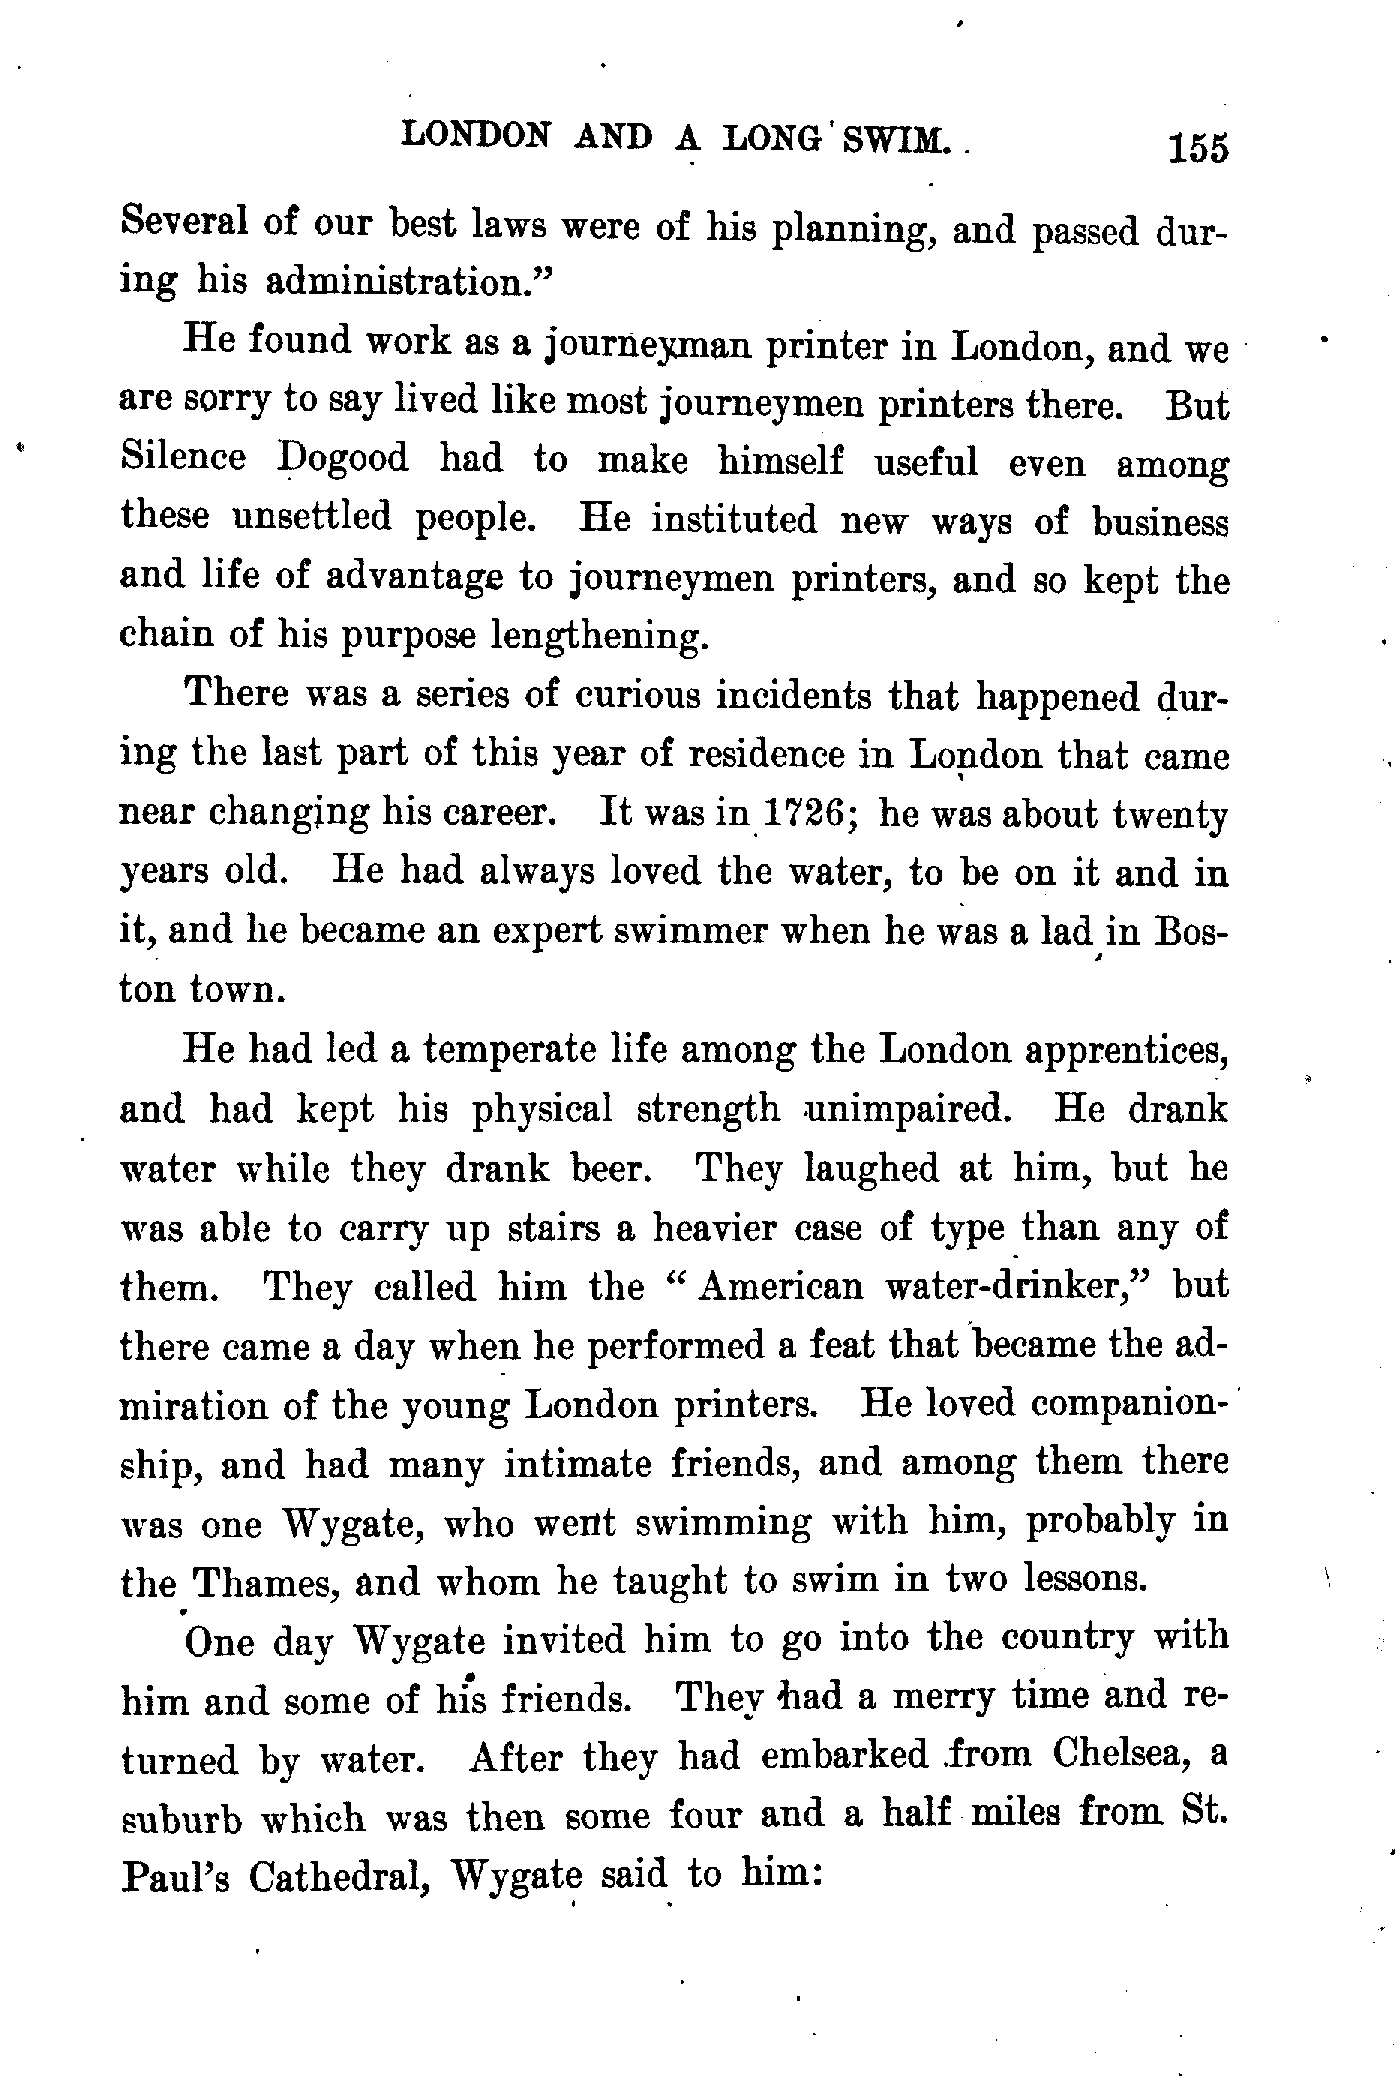 LONDON AND A LONG SWIM. 155
Several of our best laws were of his planning, and passed dur-
ing his administration.”
He found work as a journeyman printer in London, and we
are sorry to say lived like most journeymen printers there. But
Silence Dogood had to make himself useful even among
these unsettled people. He instituted new ways of business
and life of advantage to journeymen printers, and so kept the
chain of his purpose lengthening.
There was a series of curious incidents that happened dur-
ing the last part of this year of residence in London that came
near changing his career. It was in 1726; he was about twenty
years old. He had always loved the water, to be on it and in
it, and he became an expert swimmer when he was a lad in Bos-
ton town.
He had led a temperate life among the London apprentices,
and had kept his physical strength unimpaired. He drank
water while they drank beer. They laughed at him, but he
was able to carry up stairs a heavier case of type than any of
them. They called him the “ American water-drinker,” but
there came a day when he performed a feat that became the ad-
miration of the young London printers. He loved companion-
ship, and had many intimate friends, and among them there
was one Wygate, who went swimming with him, probably in
the Thames, and whom he taught to swim in two lessons.
One day Wygate invited him to go into the country with
him and some of his friends. They had a merry time and re-
turned by water. After they had embarked from Chelsea, a
suburb which was then some four and a half miles from St.
Paul’s Cathedral, Wygate said to him: